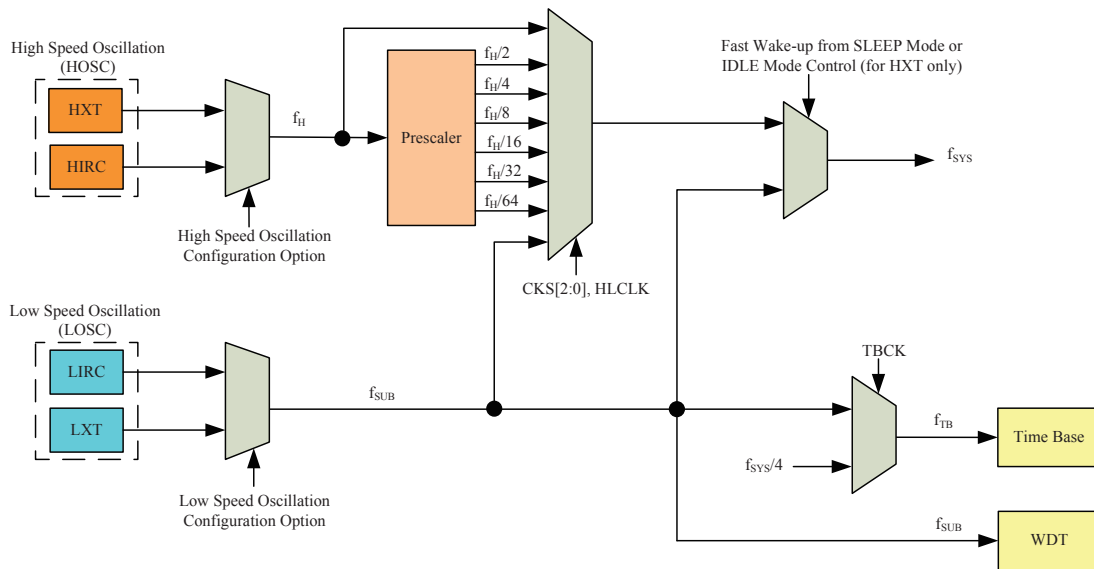 High Speed Oscillation
(HOSC)
HXT
HIRC
High Speed Oscillation
Configuration Option
fH
Prescaler
fH/2
fH/4
fH/8
fH/16
fH/32
fH/64
CKS[2:0], HLCLK
Fast Wake-up from SLEEP Mode or
IDLE Mode Control (for HXT only)
fSYS
Low Speed Oscillation
(LOSC)
LIRC
LXT
Low Speed Oscillation
Configuration Option
fSUB
TBCK
fSYS/4
fTB
Time Base
fSUB
WDT